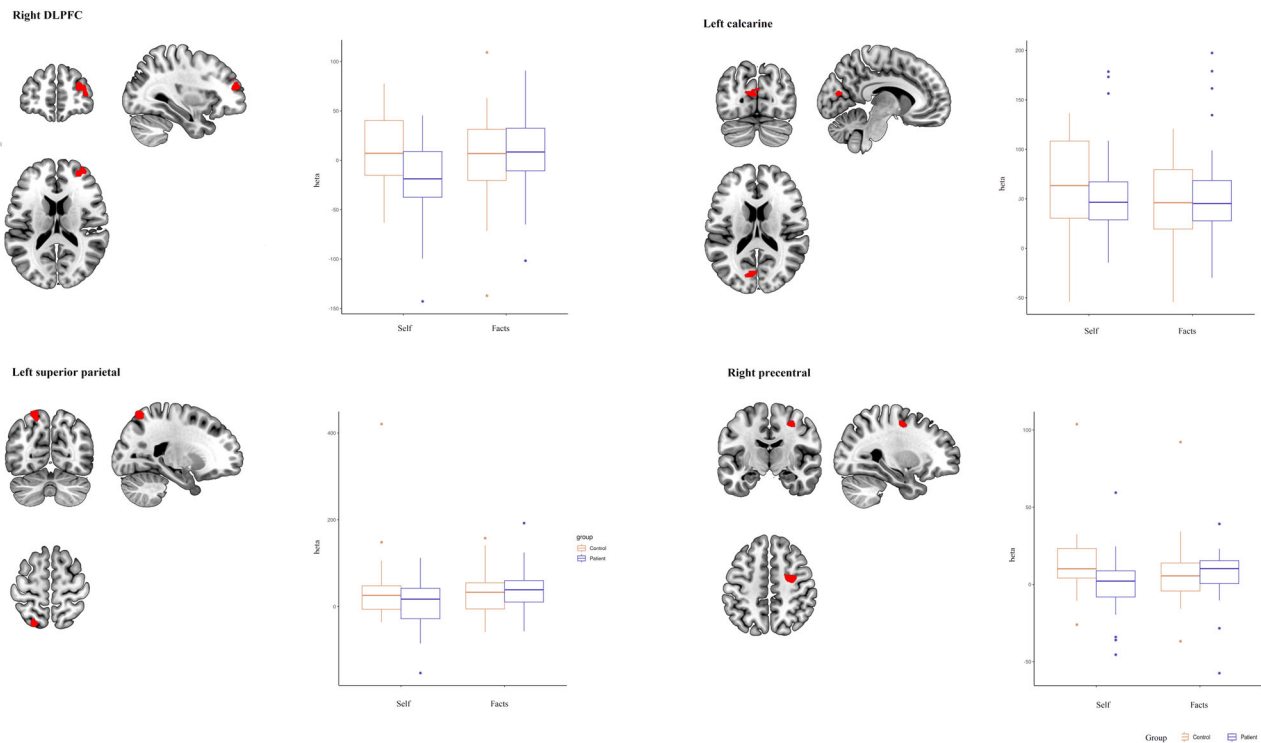 Right DLPFC
100
50
0
-50
-100
-150
beta
Self
Facts
Left calcarine
200
150
100
50
0
-50
beta
Self
Facts
Left superior parietal
400
200
0
beta
Self
Facts
group
Control
Patient
Right precentral
100
50
0
-50
beta
Self
Facts
Group
Control
Patient